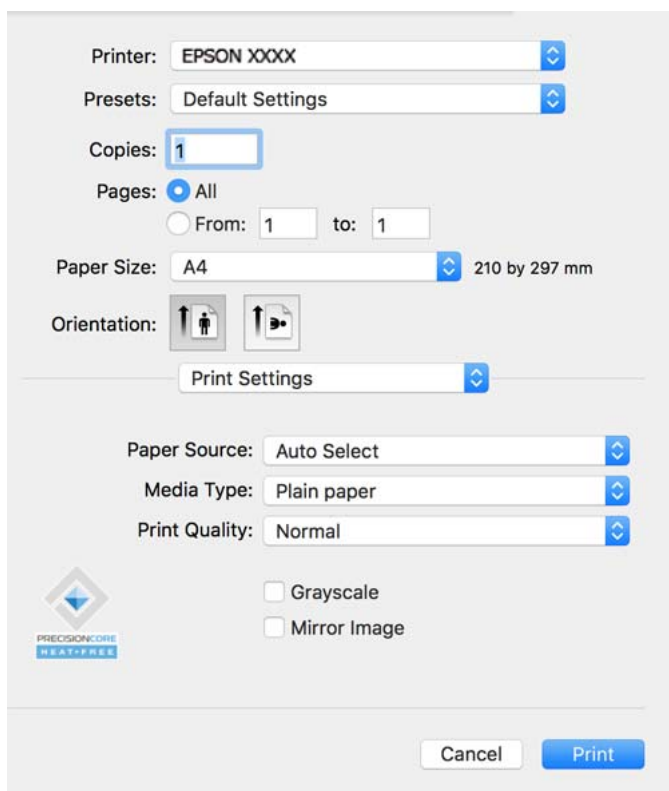 Printer: EPSON XXXX
Presets: Default Settings
Copies: 1
Pages: All
From: 1 to: 1
Paper Size: A4 210 by 297 mm
Orientation:
Print Settings
Paper Source: Auto Select
Media Type: Plain paper
Print Quality: Normal
Grayscale
Mirror Image
PRECISIONCORE
HEAT-FREE
Cancel Print